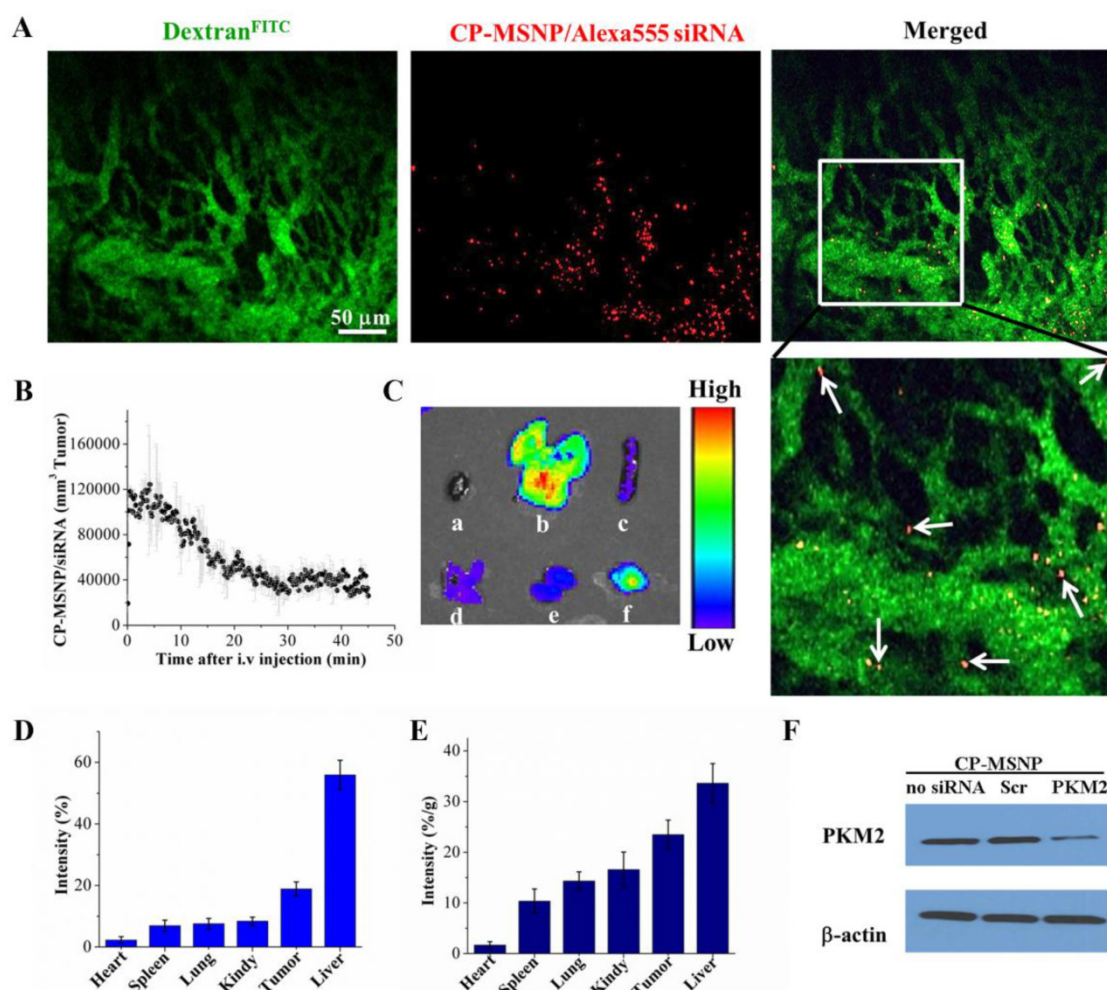 A
Dextran^FITC
CP-MSNP/Alexa555 siRNA
Merged
50 μm
B
CP-MSNP/siRNA (mm³ Tumor)
160000
120000
80000
40000
0
0 10 20 30 40 50
Time after i.v injection (min)
C
a
b
c
d
e
f
High
Low
D
Intensity (%)
60
40
20
0
Heart
Spleen
Lung
Kindy
Tumor
Liver
E
Intensity (%/g)
40
30
20
10
0
Heart
Spleen
Lung
Kindy
Tumor
Liver
F
CP-MSNP
no siRNA Scr PKM2
PKM2
β-actin